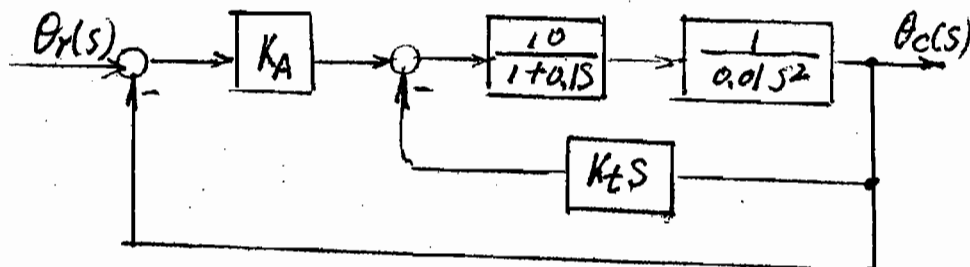 θr(s)
KA
10
1+0.1S
1
0.01S²
θc(s)
-
-
KtS